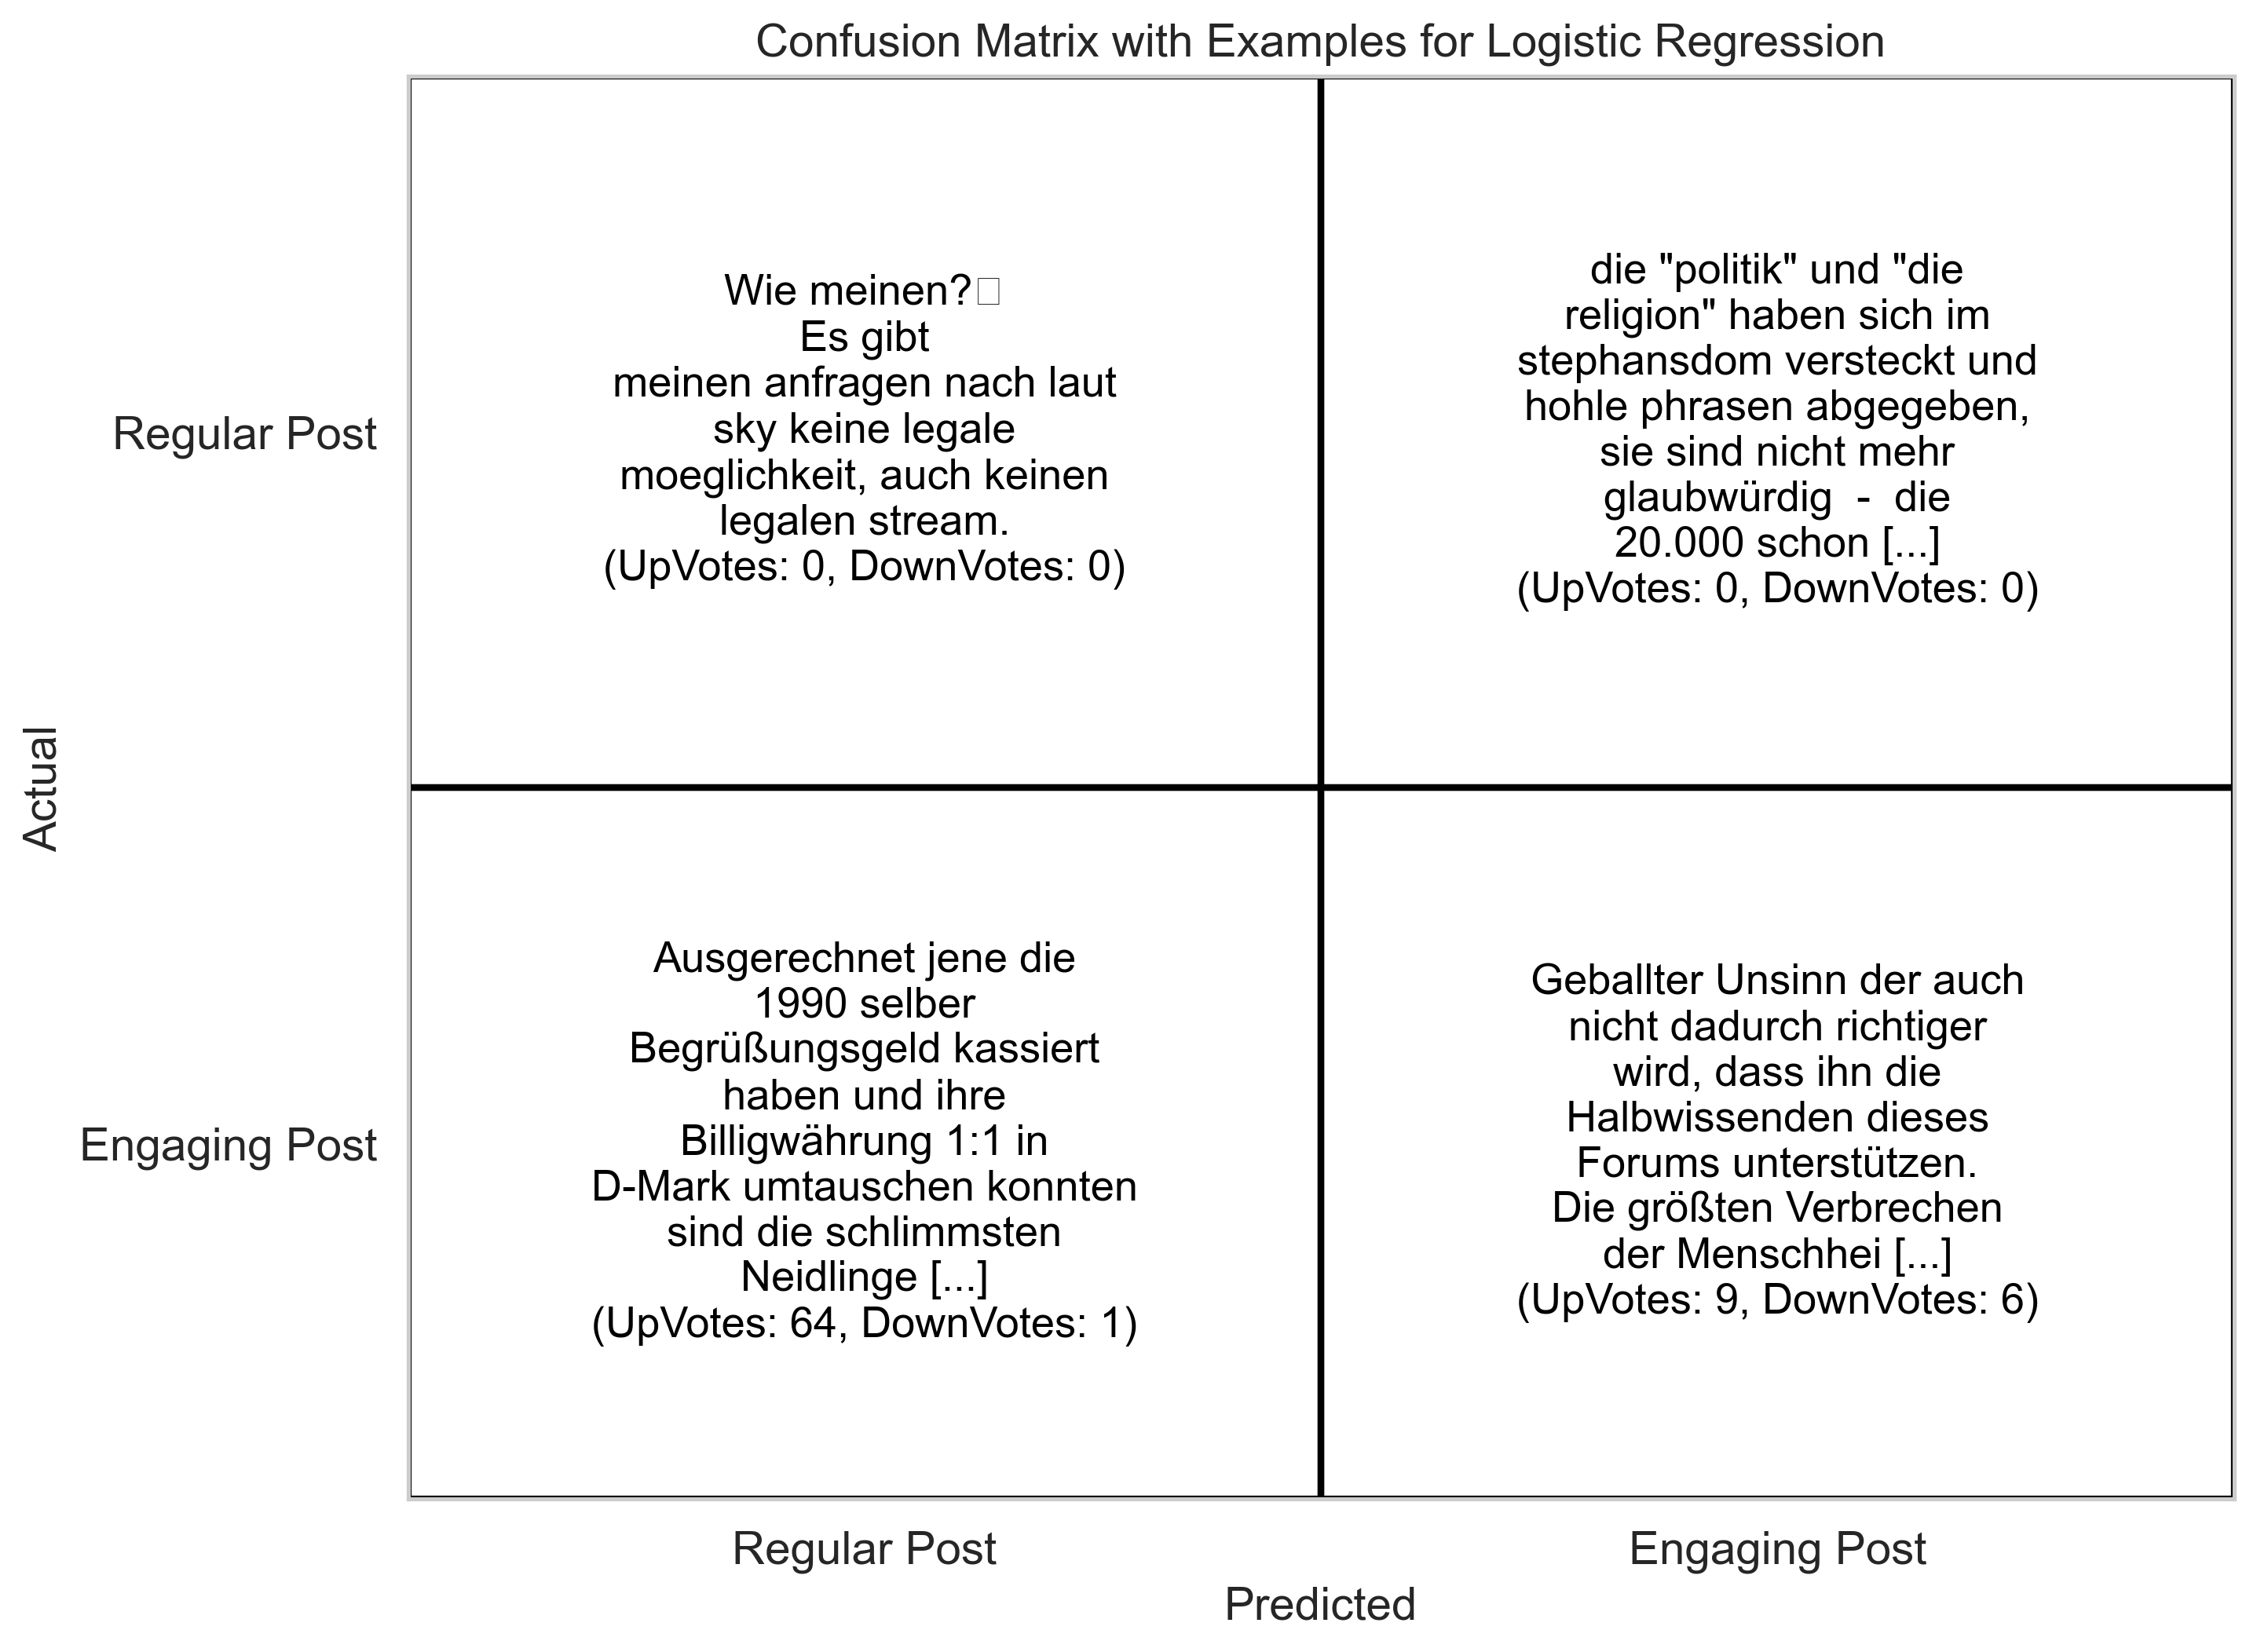 Confusion Matrix with Examples for Logistic Regression
Actual
Regular Post
Wie meinen?
Es gibt
meinen anfragen nach laut
sky keine legale
moeglichkeit, auch keinen
legalen stream.
(UpVotes: 0, DownVotes: 0)
die "politik" und "die
religion" haben sich im
stephansdom versteckt und
hohle phrasen abgegeben,
sie sind nicht mehr
glaubwürdig  -  die
20.000 schon [...]
(UpVotes: 0, DownVotes: 0)
Engaging Post
Ausgerechnet jene die
1990 selber
Begrüßungsgeld kassiert
haben und ihre
Billigwährung 1:1 in
D-Mark umtauschen konnten
sind die schlimmsten
Neidlinge [...]
(UpVotes: 64, DownVotes: 1)
Geballter Unsinn der auch
nicht dadurch richtiger
wird, dass ihn die
Halbwissenden dieses
Forums unterstützen.
Die größten Verbrechen
der Menschhei [...]
(UpVotes: 9, DownVotes: 6)
Regular Post
Engaging Post
Predicted